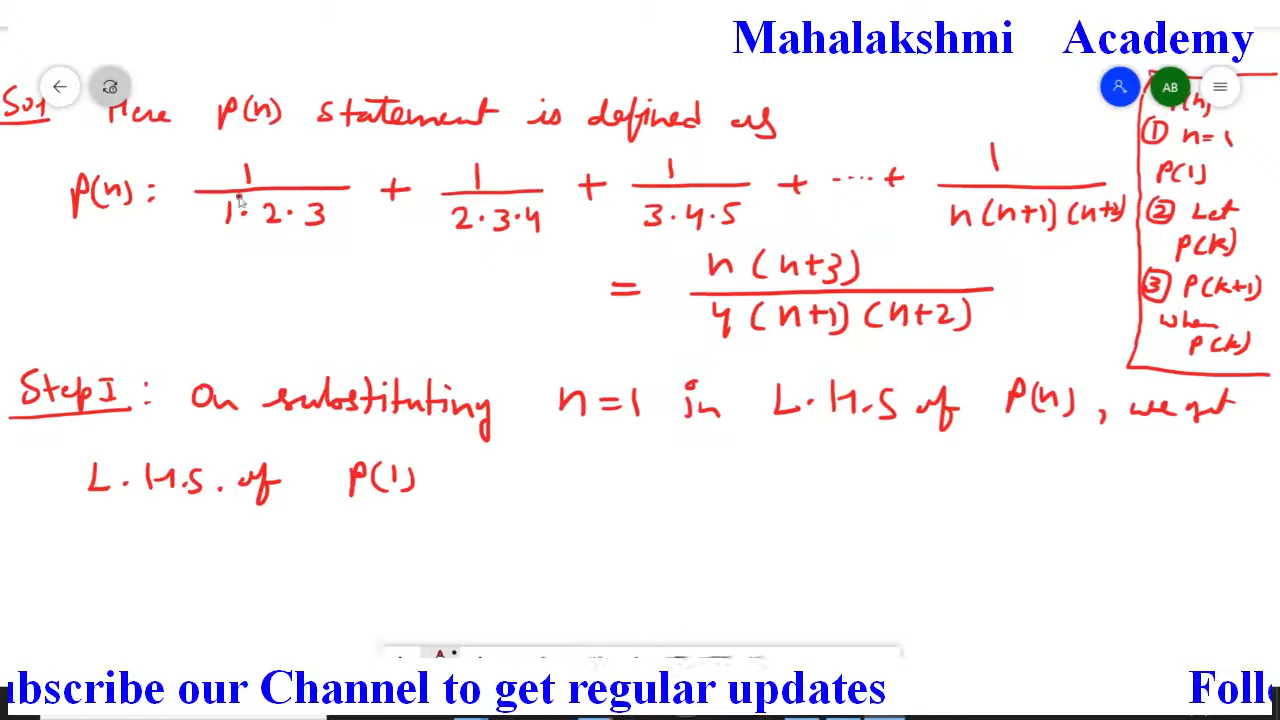 Mahalakshmi Academy
Sol Here P(n) statement is defined as
P(n): 1/(1·2·3) + 1/(2·3·4) + 1/(3·4·5) + ····+ 1/(n(n+1)(n+2))
= n(n+3)/(4(n+1)(n+2))
Step I: On substituting n=1 in L.H.S of P(n), we get
L.H.S. of P(1)
AB
① n=1
P(1)
② Let
P(k)
③ P(k+1)
when
P(k)
ubscribe our Channel to get regular updates Foll